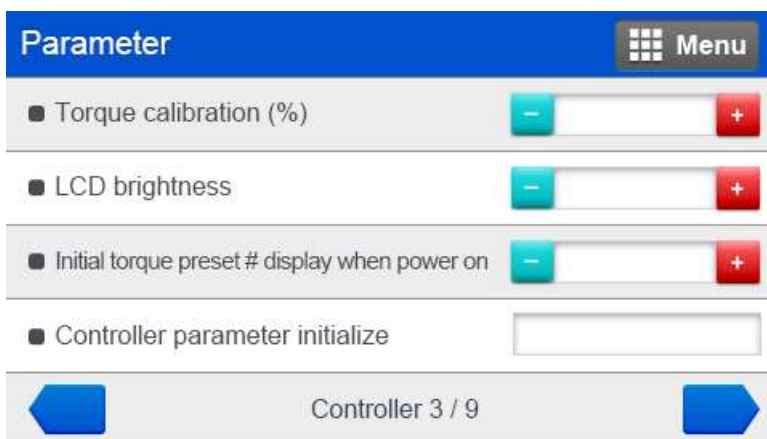 Parameter
Menu
Torque calibration (%)
− +
LCD brightness
− +
Initial torque preset # display when power on
− +
Controller parameter initialize
Controller 3 / 9